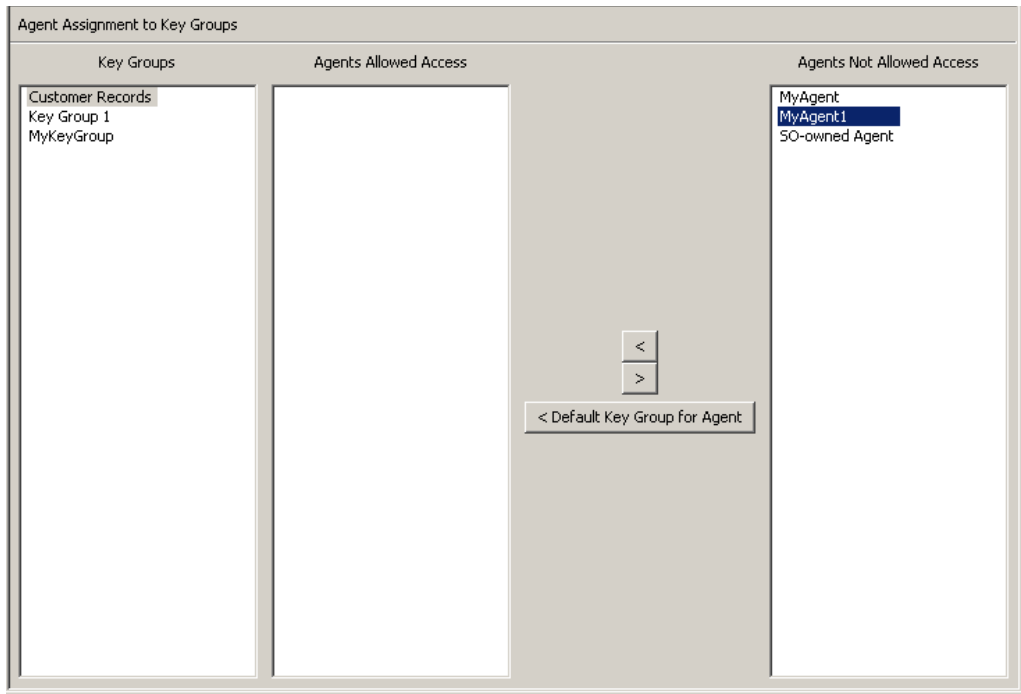 Agent Assignment to Key Groups
Key Groups
Agents Allowed Access
Agents Not Allowed Access
Customer Records
Key Group 1
MyKeyGroup
MyAgent
MyAgent1
SO-owned Agent
<
>
< Default Key Group for Agent